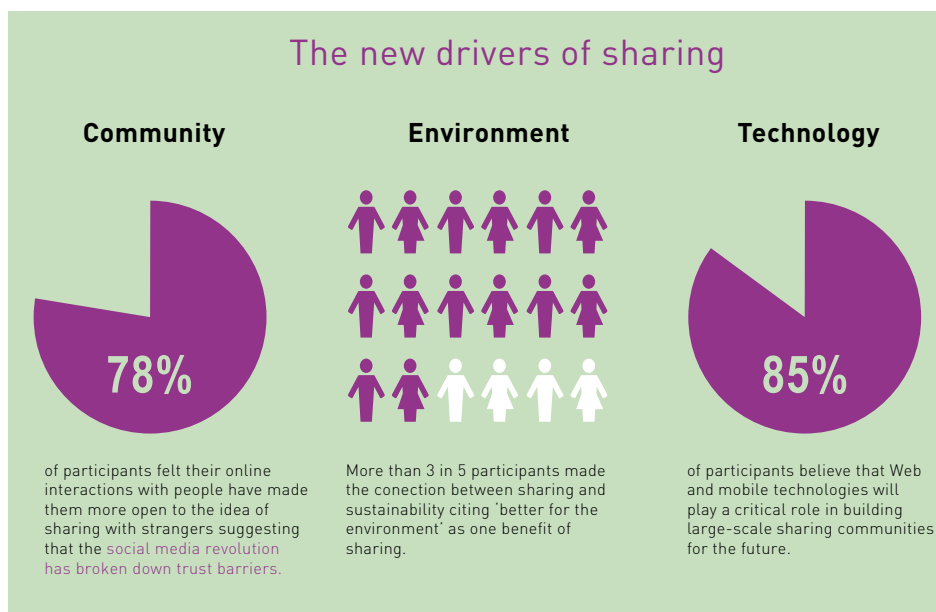 The new drivers of sharing
Community
78%
of participants felt their online
interactions with people have made
them more open to the idea of
sharing with strangers suggesting
that the social media revolution
has broken down trust barriers.
Environment
More than 3 in 5 participants made
the conection between sharing and
sustainability citing ‘better for the
environment’ as one benefit of
sharing.
Technology
85%
of participants believe that Web
and mobile technologies will
play a critical role in building
large-scale sharing communities
for the future.